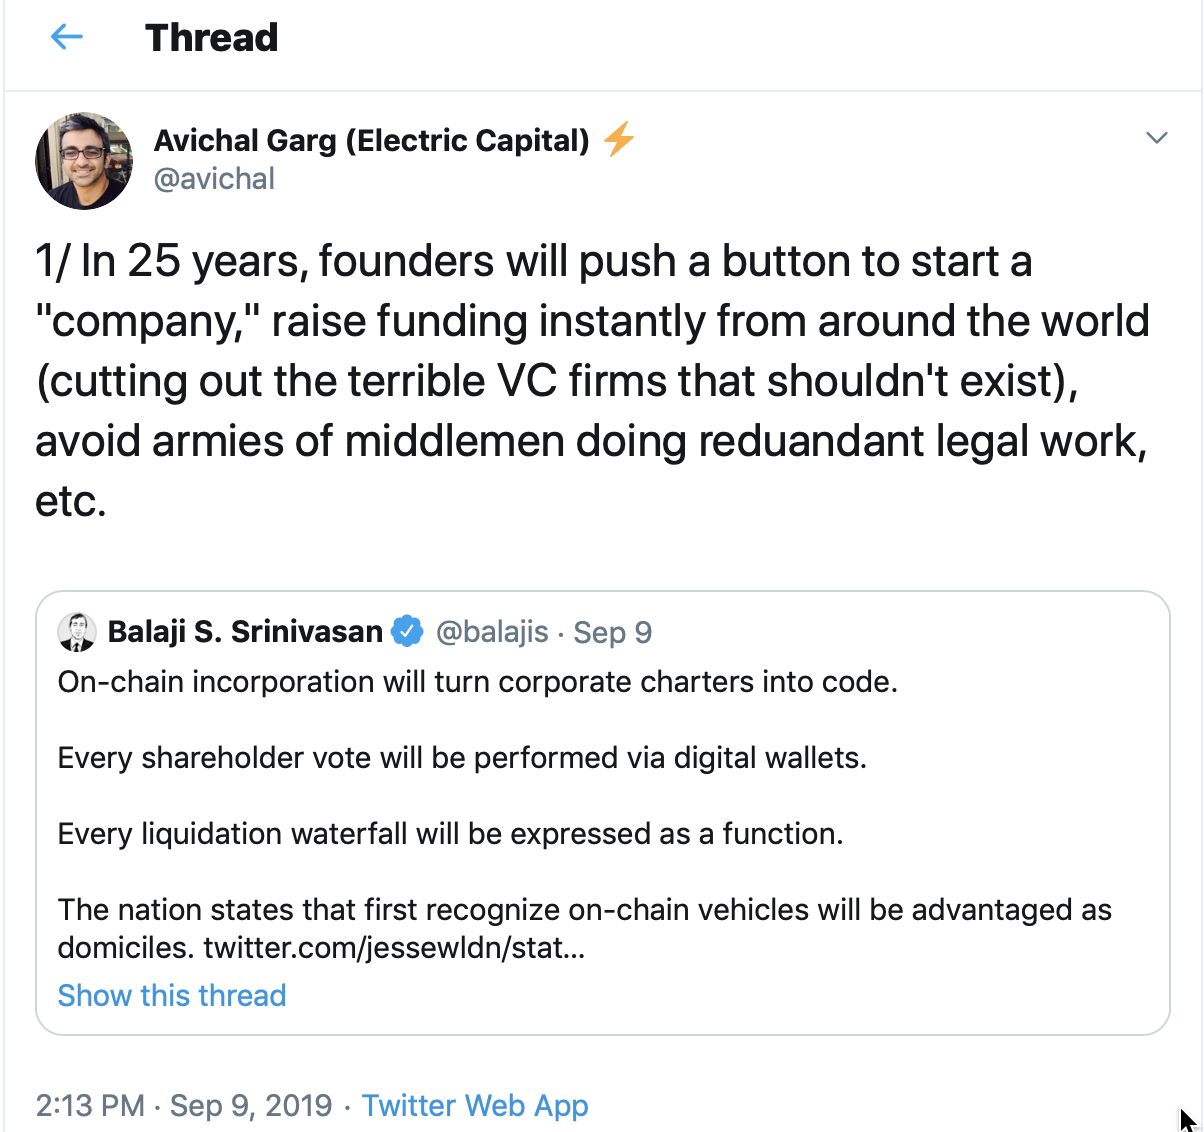 Thread
Avichal Garg (Electric Capital) ⚡
@avichal
1/ In 25 years, founders will push a button to start a
"company," raise funding instantly from around the world
(cutting out the terrible VC firms that shouldn't exist),
avoid armies of middlemen doing reduandant legal work,
etc.
Balaji S. Srinivasan @balajis · Sep 9
On-chain incorporation will turn corporate charters into code.
Every shareholder vote will be performed via digital wallets.
Every liquidation waterfall will be expressed as a function.
The nation states that first recognize on-chain vehicles will be advantaged as
domiciles. twitter.com/jessewldn/stat...
Show this thread
2:13 PM · Sep 9, 2019 · Twitter Web App